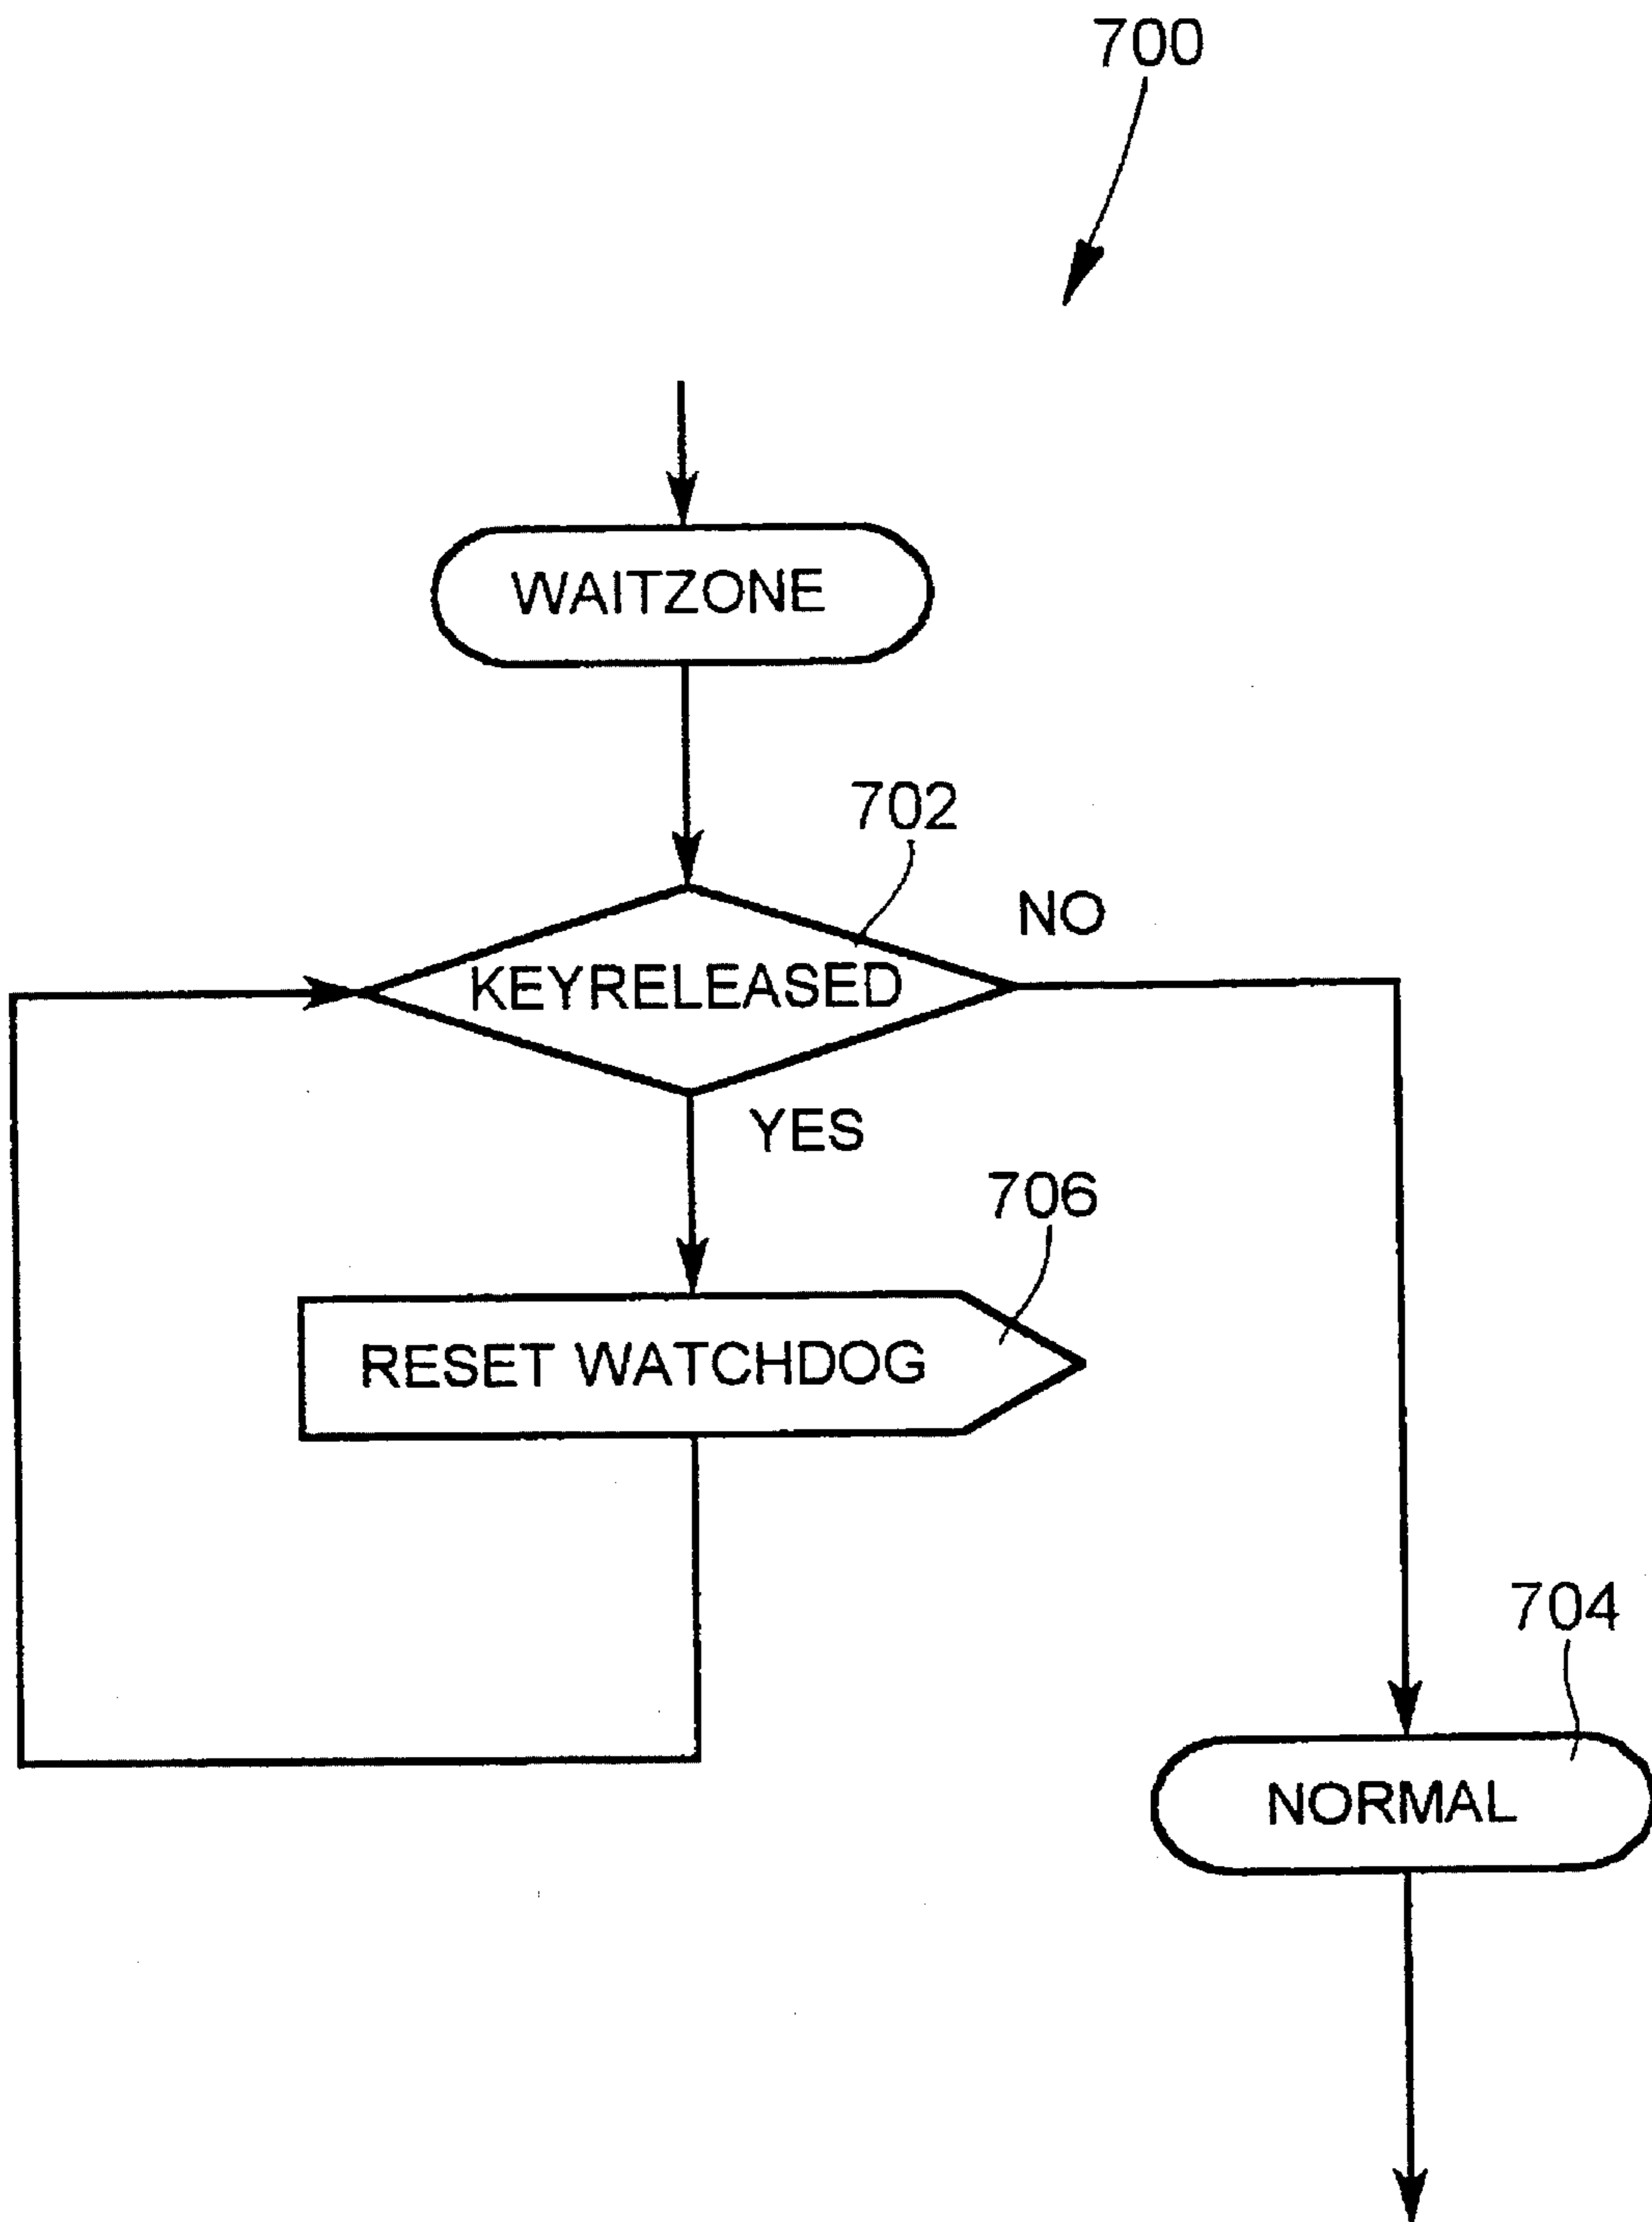 700
WAITZONE
702
NO
KEYRELEASED
YES
706
RESET WATCHDOG
704
NORMAL